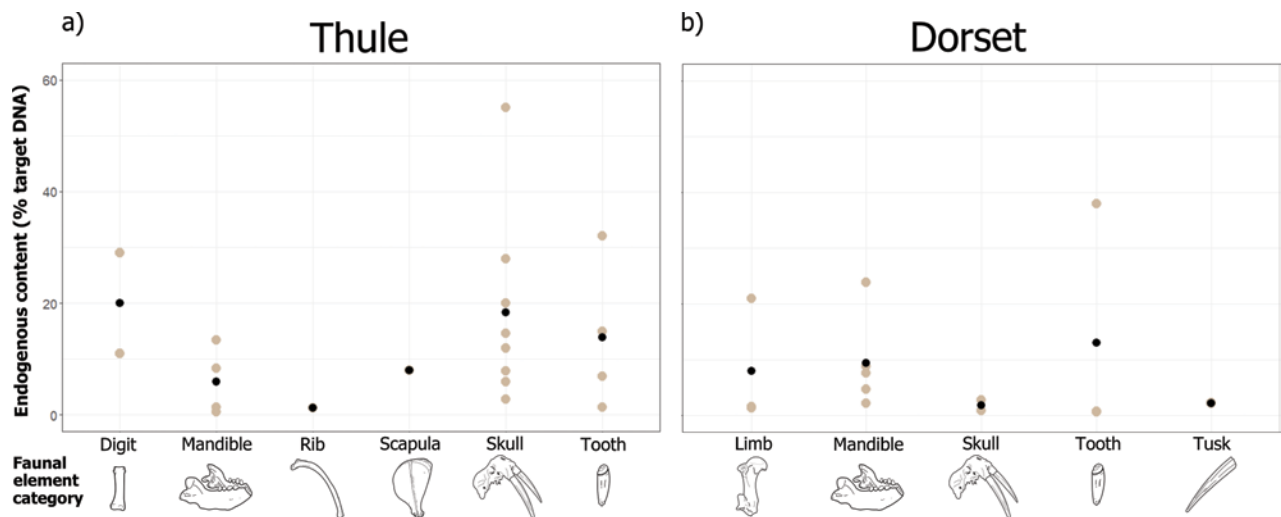 a)
Thule
b)
Dorset
Endogenous content (% target DNA)
60
40
20
0
Digit Mandible Rib Scapula Skull Tooth
Limb Mandible Skull Tooth Tusk
Faunal
element
category